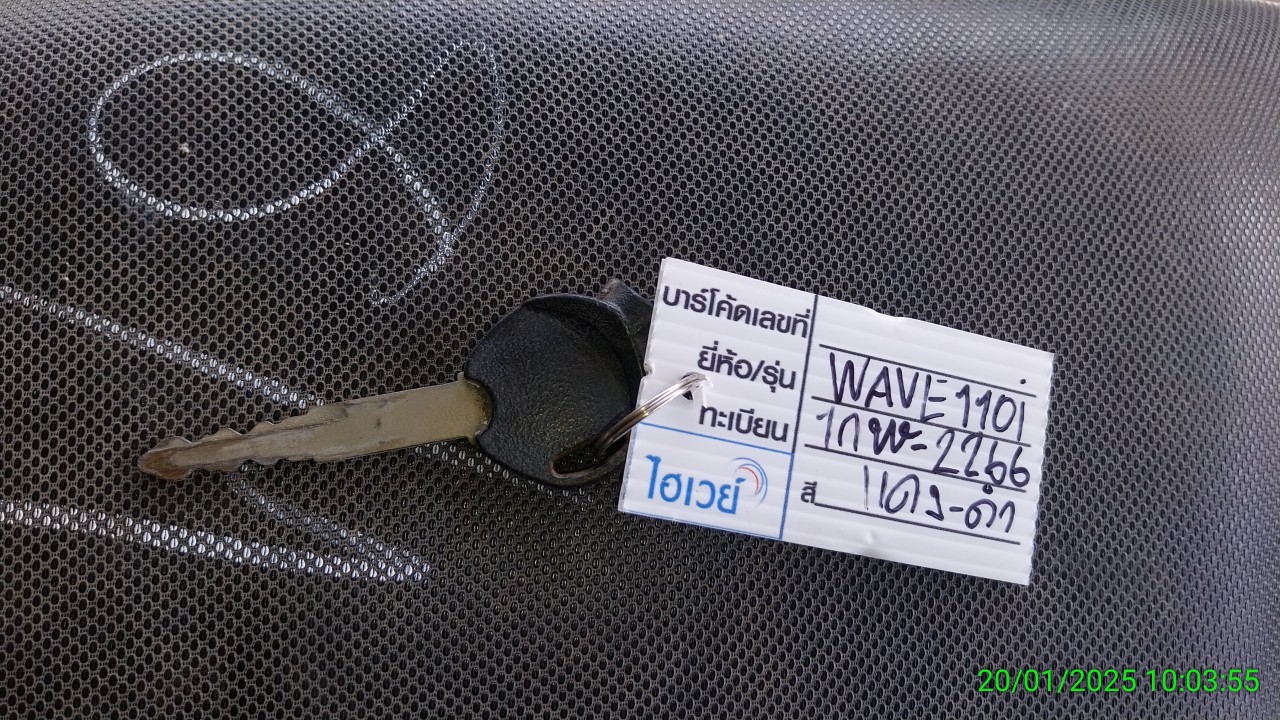 บาร์โค้ดเลขที่
ยี่ห้อ/รุ่น WAVE 110i
ทะเบียน 1กพ-2266
ไฮเวย์
สี แดง-ดำ
20/01/2025 10:03:55